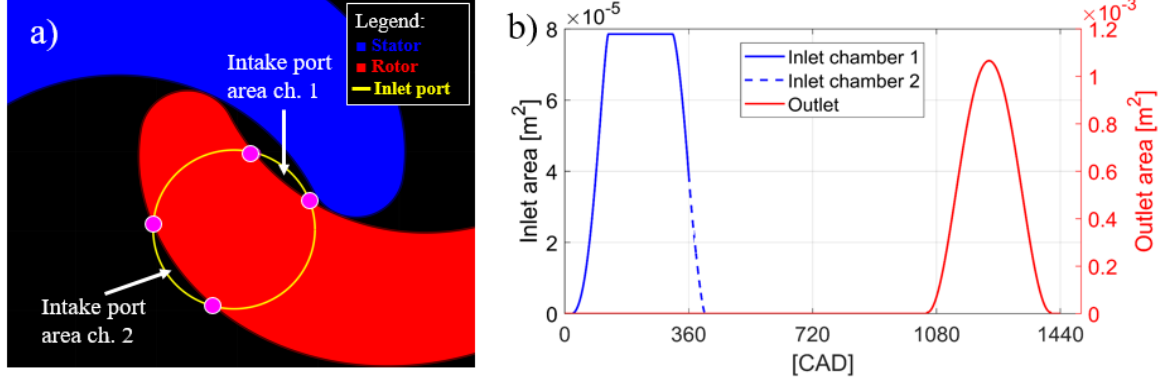 a)
Legend:
Stator
Rotor
Inlet port
Intake port
area ch. 1
Intake port
area ch. 2
b)
×10⁻⁵
×10⁻³
8
6
4
2
0
Inlet area [m²]
Inlet chamber 1
Inlet chamber 2
Outlet
1.2
1
0.8
0.6
0.4
0.2
0
Outlet area [m²]
0
360
720
1080
1440
[CAD]